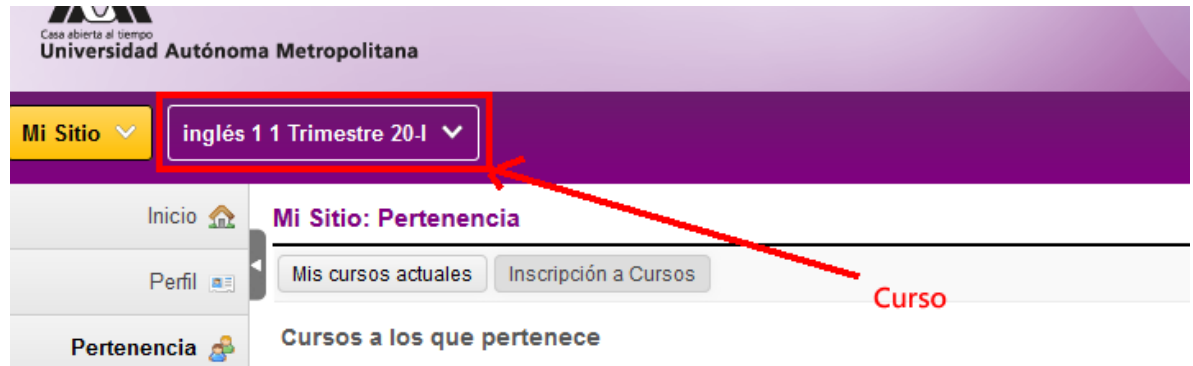 Casa abierta al tiempo
Universidad Autónoma Metropolitana
Mi Sitio
inglés 1 1 Trimestre 20-I
Inicio
Mi Sitio: Pertenencia
Perfil
Mis cursos actuales
Inscripción a Cursos
Curso
Pertenencia
Cursos a los que pertenece